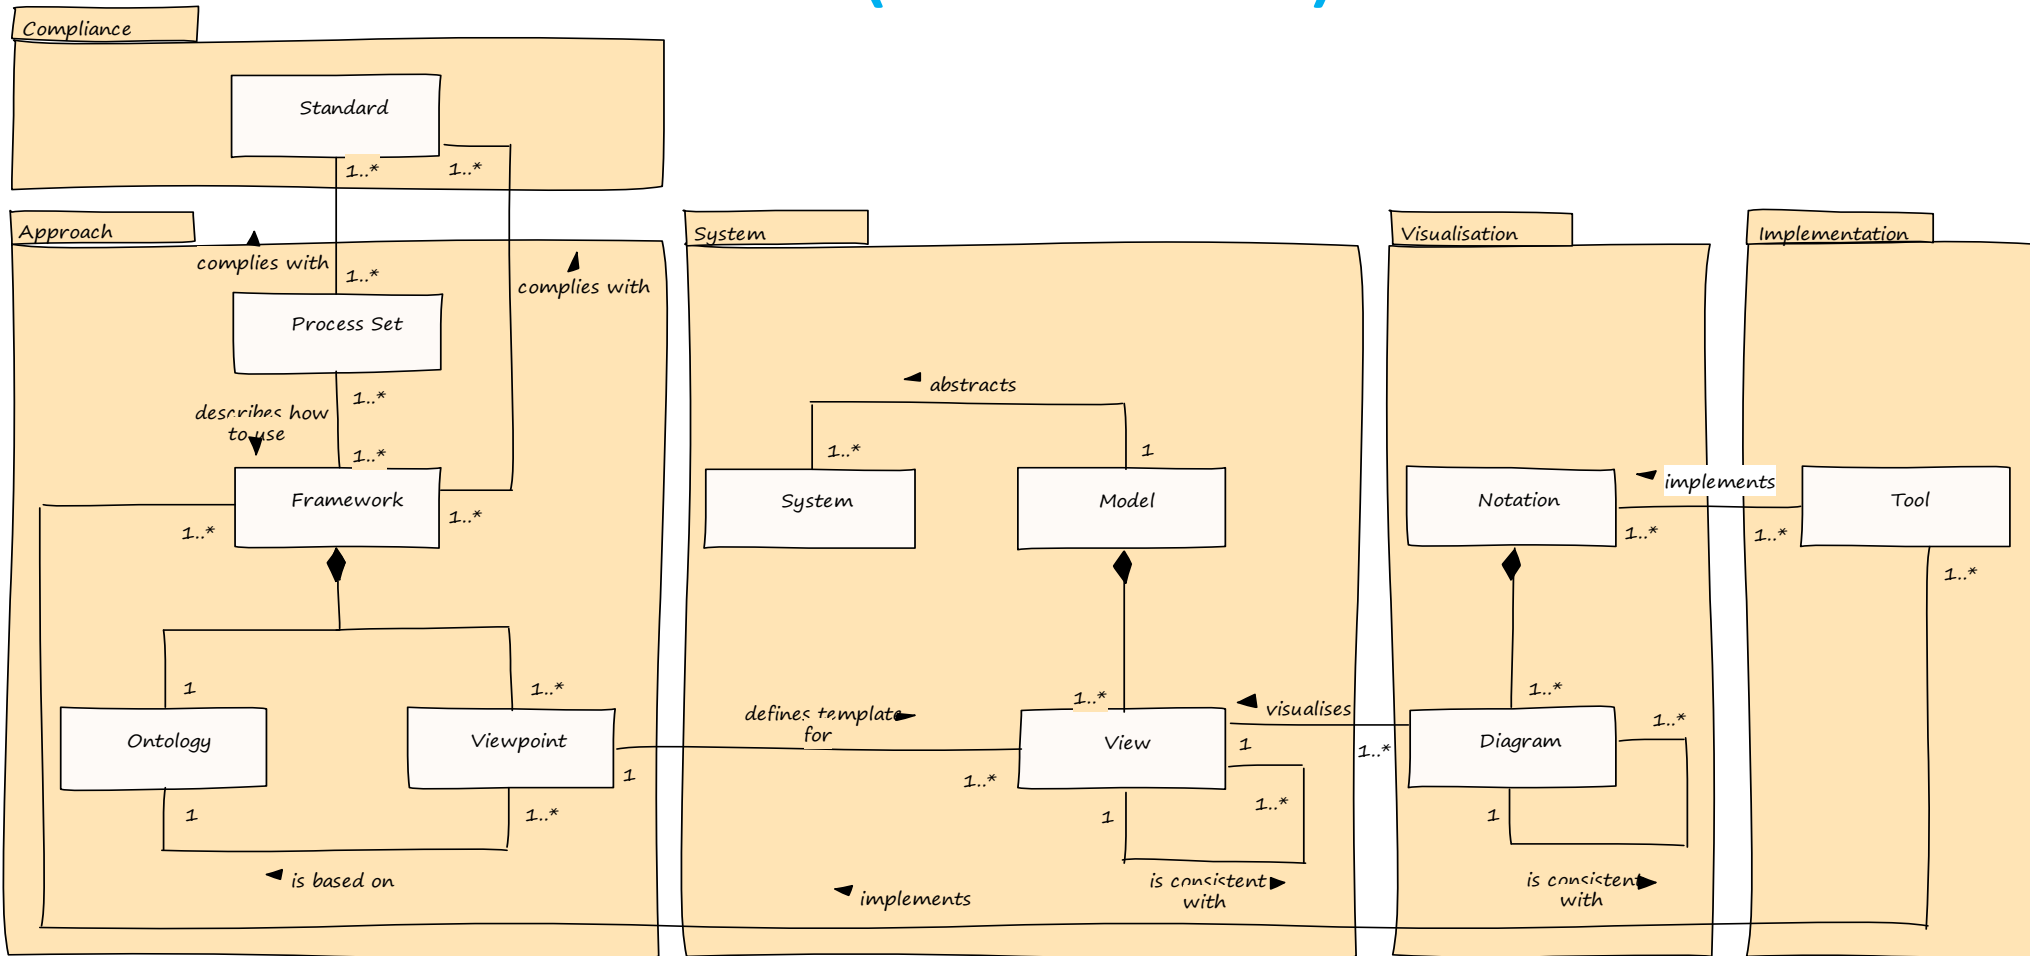 Compliance
Standard
1..*
1..*
Approach
complies with
1..*
complies with
Process Set
1..*
describes how
to use
1..*
Framework
1..*
1..*
1
1..*
Ontology
Viewpoint
1
1
1..*
is based on
System
abstracts
1..*
1
System
Model
defines template
for
1..*
1..*
View
visualises
1
1..*
1..*
1
is consistent
with
implements
Visualisation
Notation
implements
1..*
1..*
1..*
Diagram
1..*
1
is consistent
with
Implementation
Tool
1..*